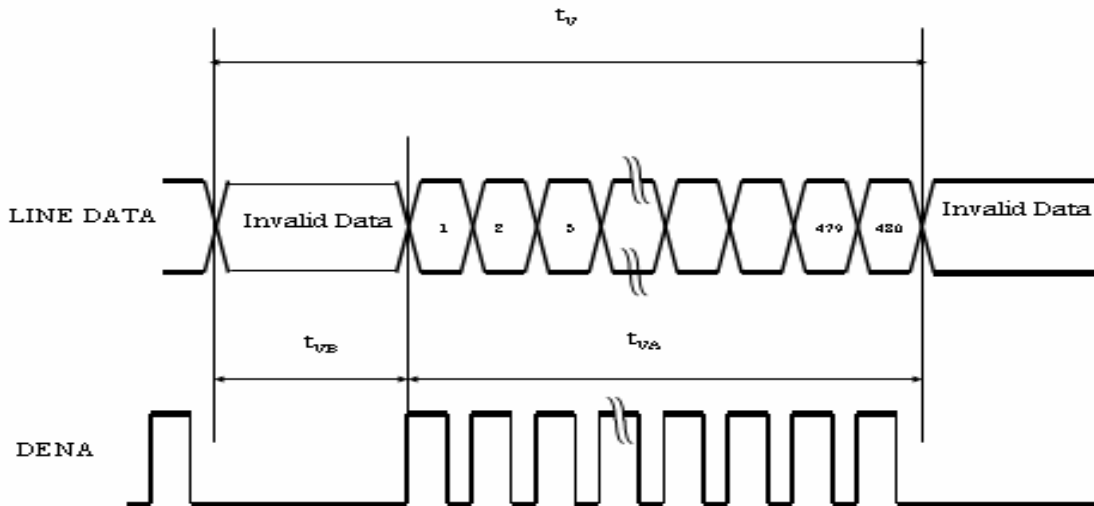 tV
LINE DATA
Invalid Data
1
2
3
479
480
Invalid Data
tVB
tVA
DENA